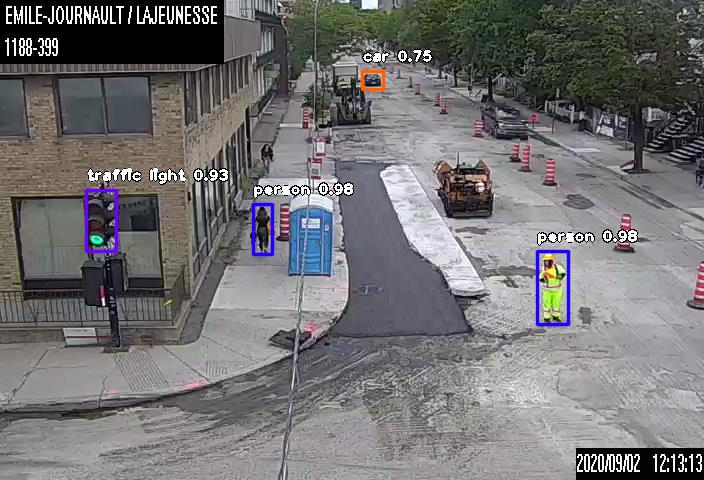 EMILE-JOURNAULT / LAJEUNESSE
1188-399
car 0.75
traffic light 0.93
person 0.98
person 0.98
2020/09/02 12:13:13